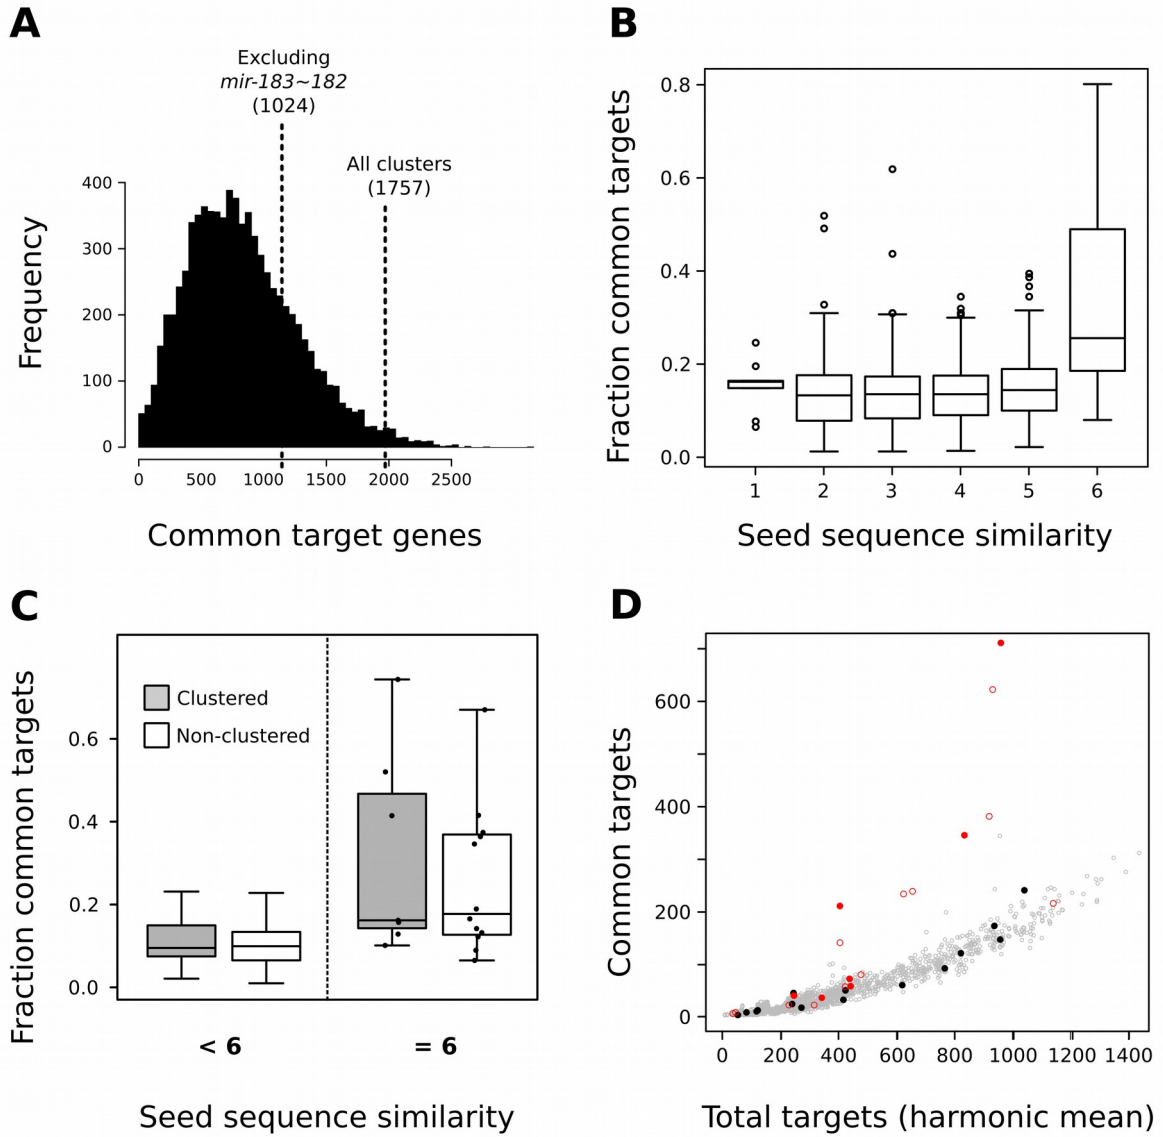 A
Excluding
mir-183~182
(1024)
All clusters
(1757)
400
300
200
100
0
Frequency
0 500 1000 1500 2000 2500
Common target genes
B
0.8
0.6
0.4
0.2
0.0
Fraction common targets
1 2 3 4 5 6
Seed sequence similarity
C
Clustered
Non-clustered
0.6
0.4
0.2
0.0
Fraction common targets
< 6 = 6
Seed sequence similarity
D
600
400
200
0
Common targets
0 200 400 600 800 1000 1200 1400
Total targets (harmonic mean)